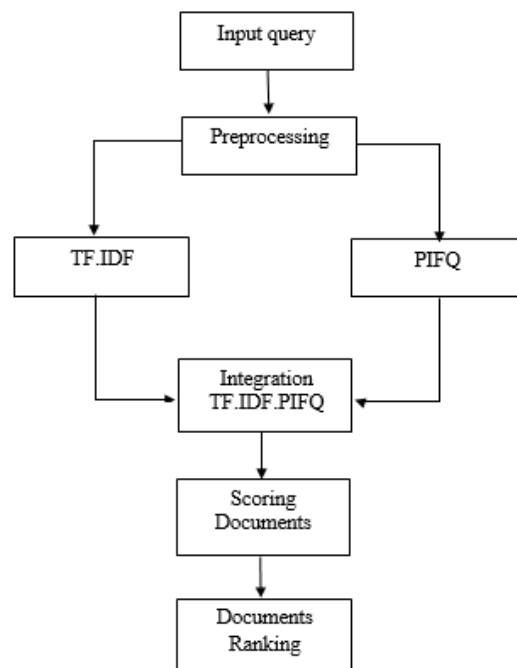 Input query
Preprocessing
TF.IDF
PIFQ
Integration
TF.IDF.PIFQ
Scoring
Documents
Documents
Ranking